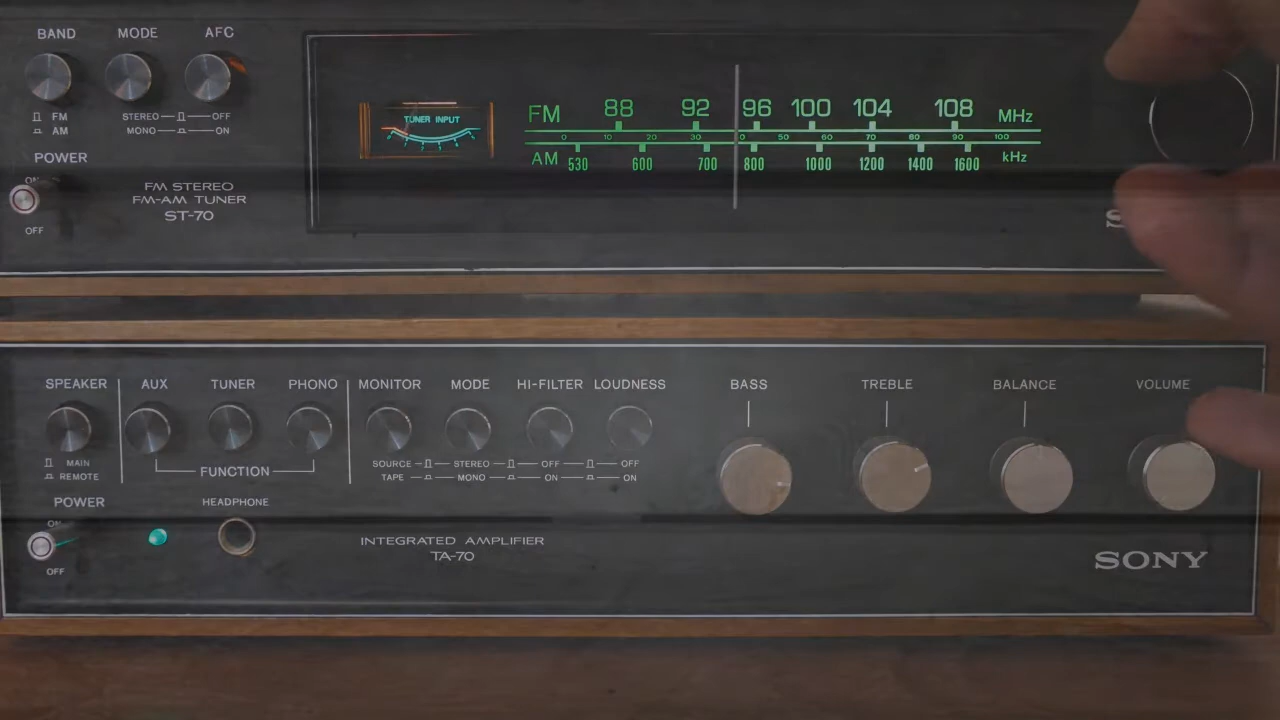 BAND MODE AFC
FM STEREO OFF
AM MONO ON
POWER
ON
OFF
FM STEREO
FM-AM TUNER
ST-70
TUNER INPUT
FM 88 92 96 100 104 108 MHz
0 10 20 30 50 60 70 80 90 100
AM 530 600 700 800 1000 1200 1400 1600 kHz
S
SPEAKER AUX TUNER PHONO MONITOR MODE HI-FILTER LOUDNESS BASS TREBLE BALANCE VOLUME
MAIN SOURCE STEREO OFF OFF
REMOTE FUNCTION TAPE MONO ON ON
POWER HEADPHONE
ON
OFF
INTEGRATED AMPLIFIER
TA-70
SONY